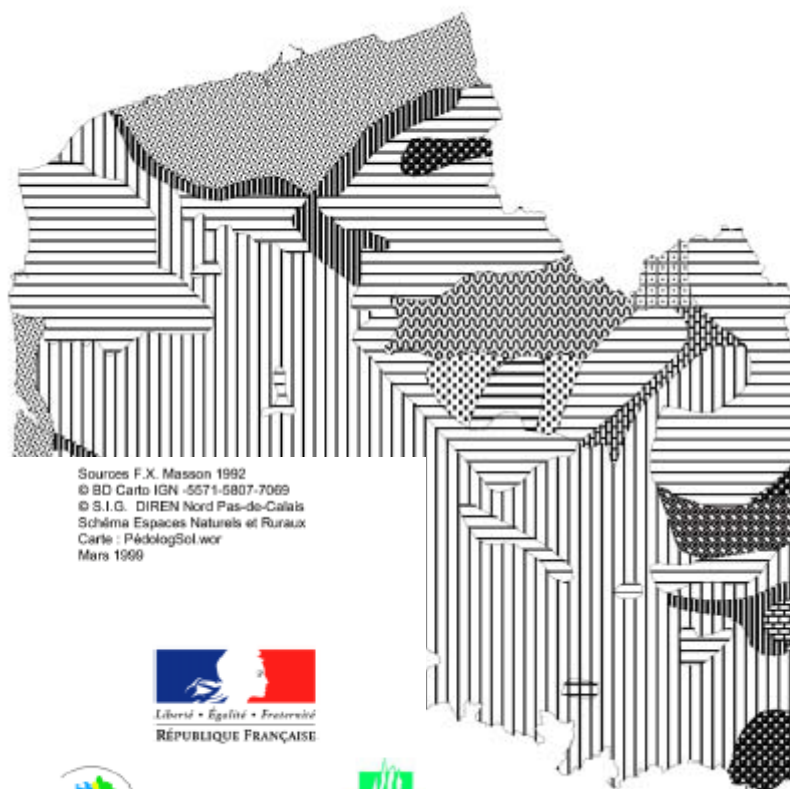 Sources F.X. Masson 1992
© BD Carto IGN -5571-5807-7069
© S.I.G. DIREN Nord Pas-de-Calais
Schéma Espaces Naturels et Ruraux
Carte : PédologSol.wor
Mars 1999
Liberté • Égalité • Fraternité
RÉPUBLIQUE FRANÇAISE